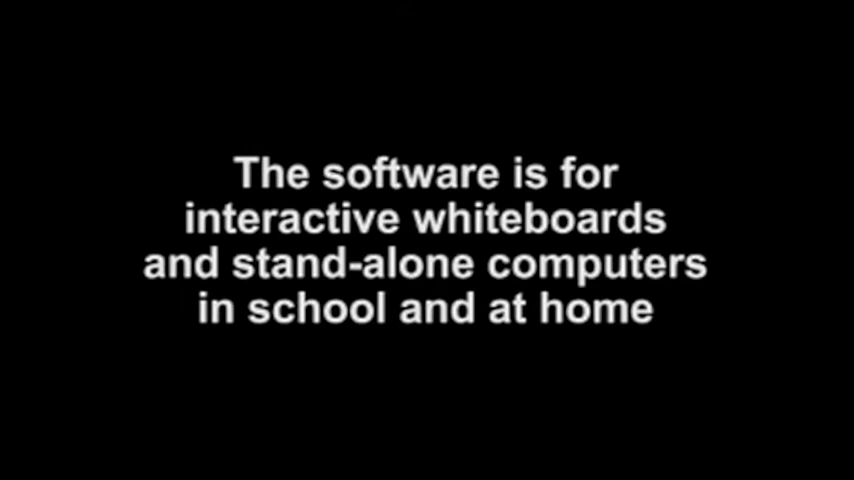 The software is for
interactive whiteboards
and stand-alone computers
in school and at home